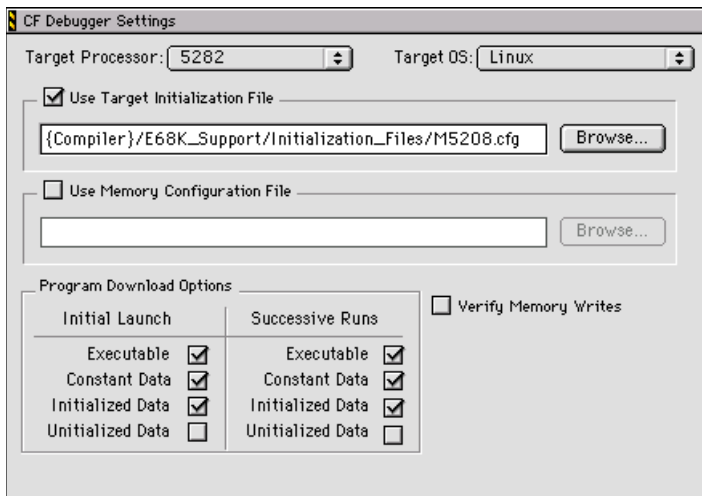 CF Debugger Settings
Target Processor: 5282 Target OS: Linux
Use Target Initialization File
{Compiler}/E68K_Support/Initialization_Files/M5208.cfg Browse...
Use Memory Configuration File
Browse...
Program Download Options
Verify Memory Writes
Initial Launch Successive Runs
Executable Executable
Constant Data Constant Data
Initialized Data Initialized Data
Unitialized Data Unitialized Data